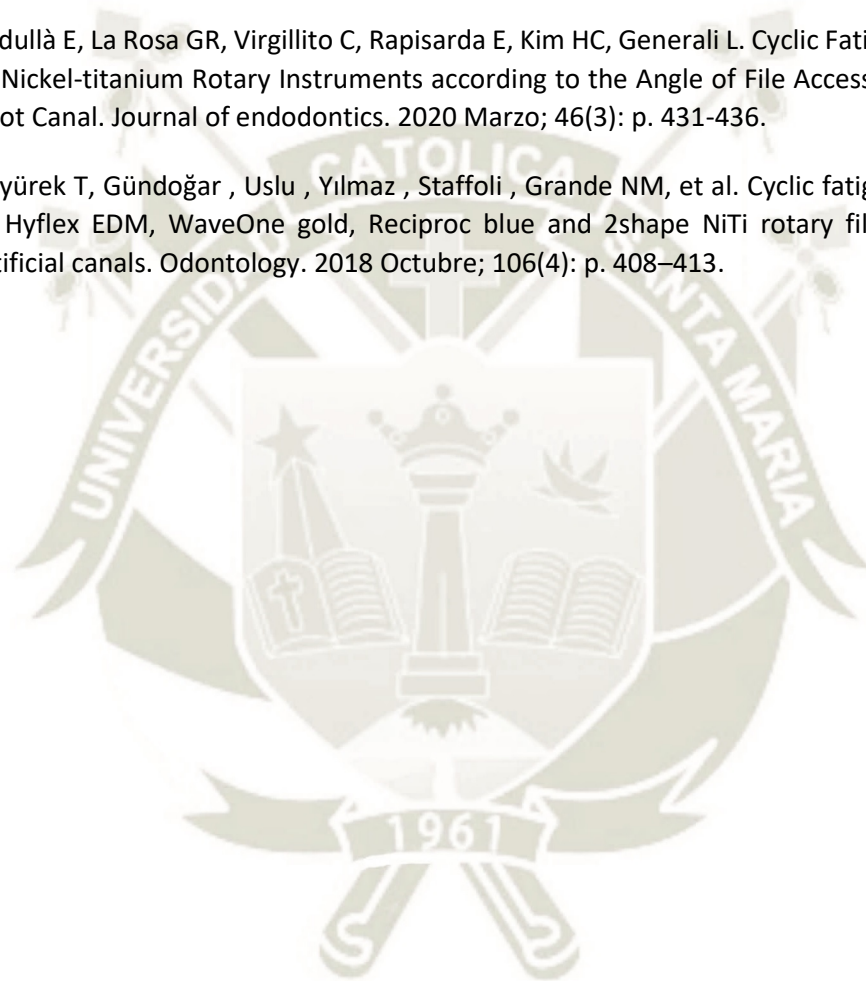 dullà E, La Rosa GR, Virgillito C, Rapisarda E, Kim HC, Generali L. Cyclic Fati
Nickel-titanium Rotary Instruments according to the Angle of File Access
ot Canal. Journal of endodontics. 2020 Marzo; 46(3): p. 431-436.
yürek T, Gündoğar , Uslu , Yılmaz , Staffoli , Grande NM, et al. Cyclic fatig
Hyflex EDM, WaveOne gold, Reciproc blue and 2shape NiTi rotary fil
tificial canals. Odontology. 2018 Octubre; 106(4): p. 408–413.
UNIVERSIDAD CATOLICA SANTA MARIA
1961